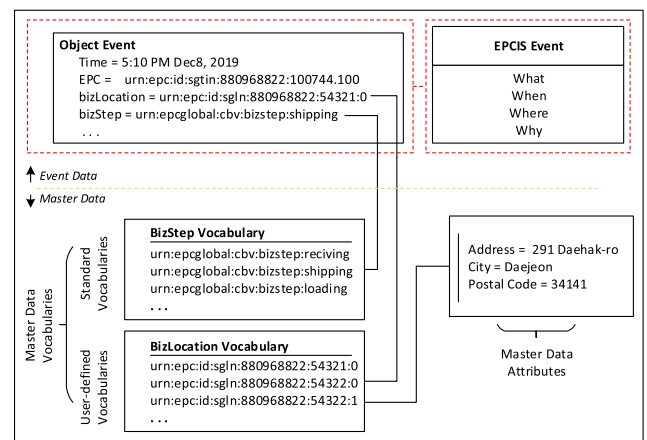 Object Event
Time = 5:10 PM Dec8, 2019
EPC = urn:epc:id:sgtin:880968822:100744.100
bizLocation = urn:epc:id:sgln:880968822:54321:0
bizStep = urn:epcglobal:cbv:bizstep:shipping
. . .
EPCIS Event
What
When
Where
Why
Event Data
Master Data
Master Data
Vocabularies
Standard
Vocabularies
BizStep Vocabulary
urn:epcglobal:cbv:bizstep:reciving
urn:epcglobal:cbv:bizstep:shipping
urn:epcglobal:cbv:bizstep:loading
. . .
User-defined
Vocabularies
BizLocation Vocabulary
urn:epc:id:sgln:880968822:54321:0
urn:epc:id:sgln:880968822:54322:0
urn:epc:id:sgln:880968822:54322:1
. . .
Address = 291 Daehak-ro
City = Daejeon
Postal Code = 34141
Master Data
Attributes